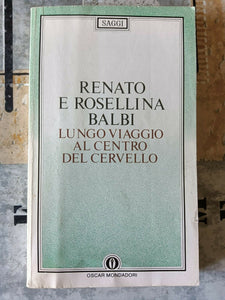 SAGGI
RENATO
E ROSELLINA
BALBI
LUNGO VIAGGIO
AL CENTRO
DEL CERVELLO
OSCAR MONDADORI